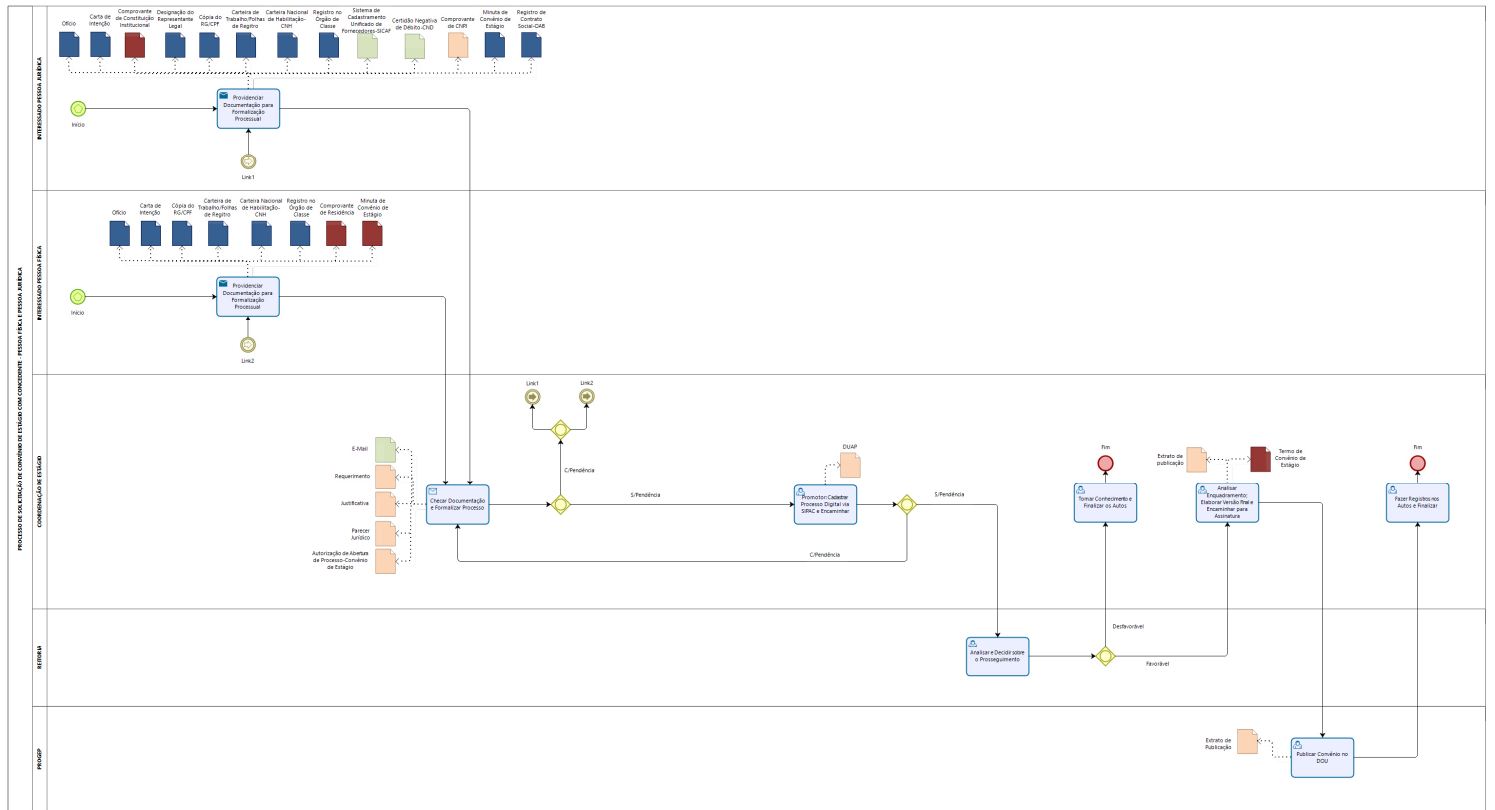 PROCESSO DE SOLICITAÇÃO DE CONVÊNIO DE ESTÁGIO COM CONCEDENTE - PESSOA FÍSICA E PESSOA JURÍDICA
INTERESSADO PESSOA JURÍDICA
Ofício
Carta de
Intenção
Comprovante
de Constituição
Institucional
Designação do
Representante
Legal
Cópia do
RG/CPF
Carteira de
Trabalho/Folhas
de Regitro
Carteira Nacional
de Habilitação-
CNH
Registro no
Órgão de
Classe
Sistema de
Cadastramento
Unificado de
Fornecedores-SICAF
Certidão Negativa
de Débito-CND
Comprovante
de CNRI
Minuta de
Convênio de
Estágio
Registro de
Contrato
Social-OAB
Início
Providenciar
Documentação para
Formalização
Processual
Link1
INTERESSADO PESSOA FÍSICA
Ofício
Carta de
Intenção
Cópia do
RG/CPF
Carteira de
Trabalho/Folhas
de Regitro
Carteira Nacional
de Habilitação-
CNH
Registro no
Órgão de
Classe
Comprovante
de Residência
Minuta de
Convênio de
Estágio
Início
Providenciar
Documentação para
Formalização
Processual
Link2
COORDENAÇÃO DE ESTÁGIO
E-Mail
Requerimento
Justificativa
Parecer
Jurídico
Autorização de Abertura
de Processo-Convênio
de Estágio
Checar Documentação
e Formalizar Processo
Link1
Link2
C/Pendência
S/Pendência
DUAP
Promotor: Cadastrar
Processo Digital via
SIPAC e Encaminhar
S/Pendência
C/Pendência
Fim
Tomar Conhecimento e
Finalizar os Autos
Extrato de
publicação
Termo de
Convênio de
Estágio
Analisar
Enquadramento;
Elaborar Versão Final e
Encaminhar para
Assinatura
Fim
Fazer Registros nos
Autos e Finalizar
REITORIA
Analisar e Decidir sobre
o Prosseguimento
Desfavorável
Favorável
PROGEP
Extrato de
Publicação
Publicar Convênio no
DOU